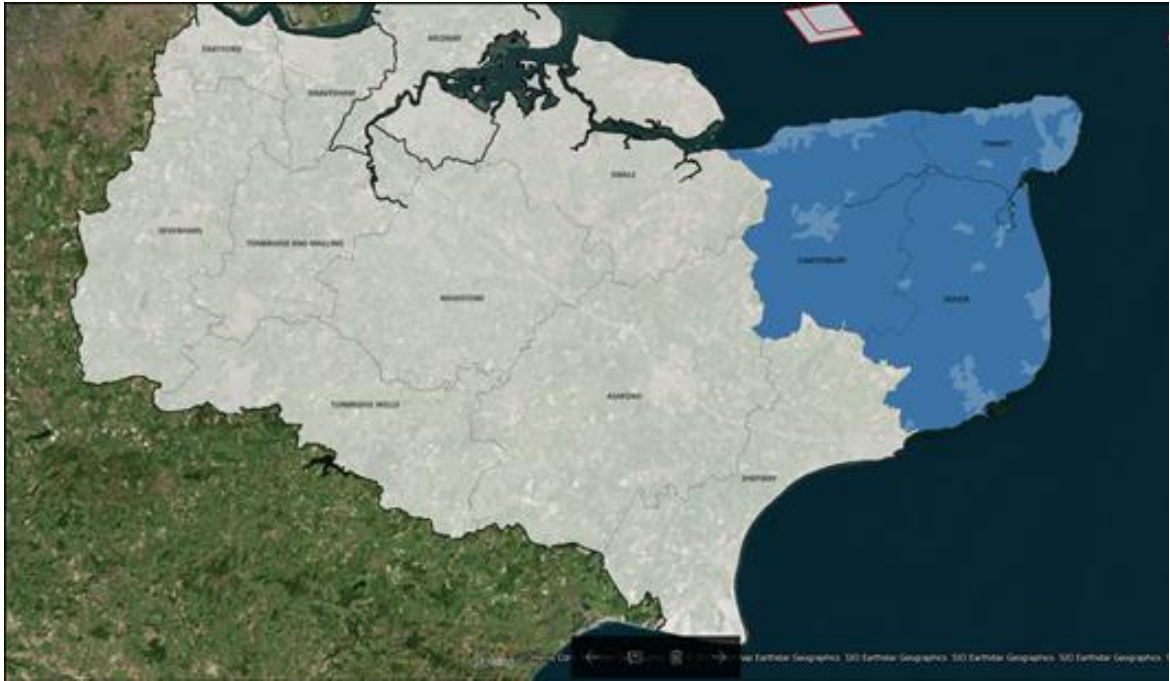 MEDWAY
DARTFORD
GRAVESHAM
THANET
SWALE
SEVENOAKS
TONBRIDGE AND MALLING
CANTERBURY
MAIDSTONE
DOVER
ASHFORD
TUNBRIDGE WELLS
SHEPWAY
Earthstar Geographics SIO Earthstar Geographics SIO Earthstar Geographics SIO Earthstar Geographics